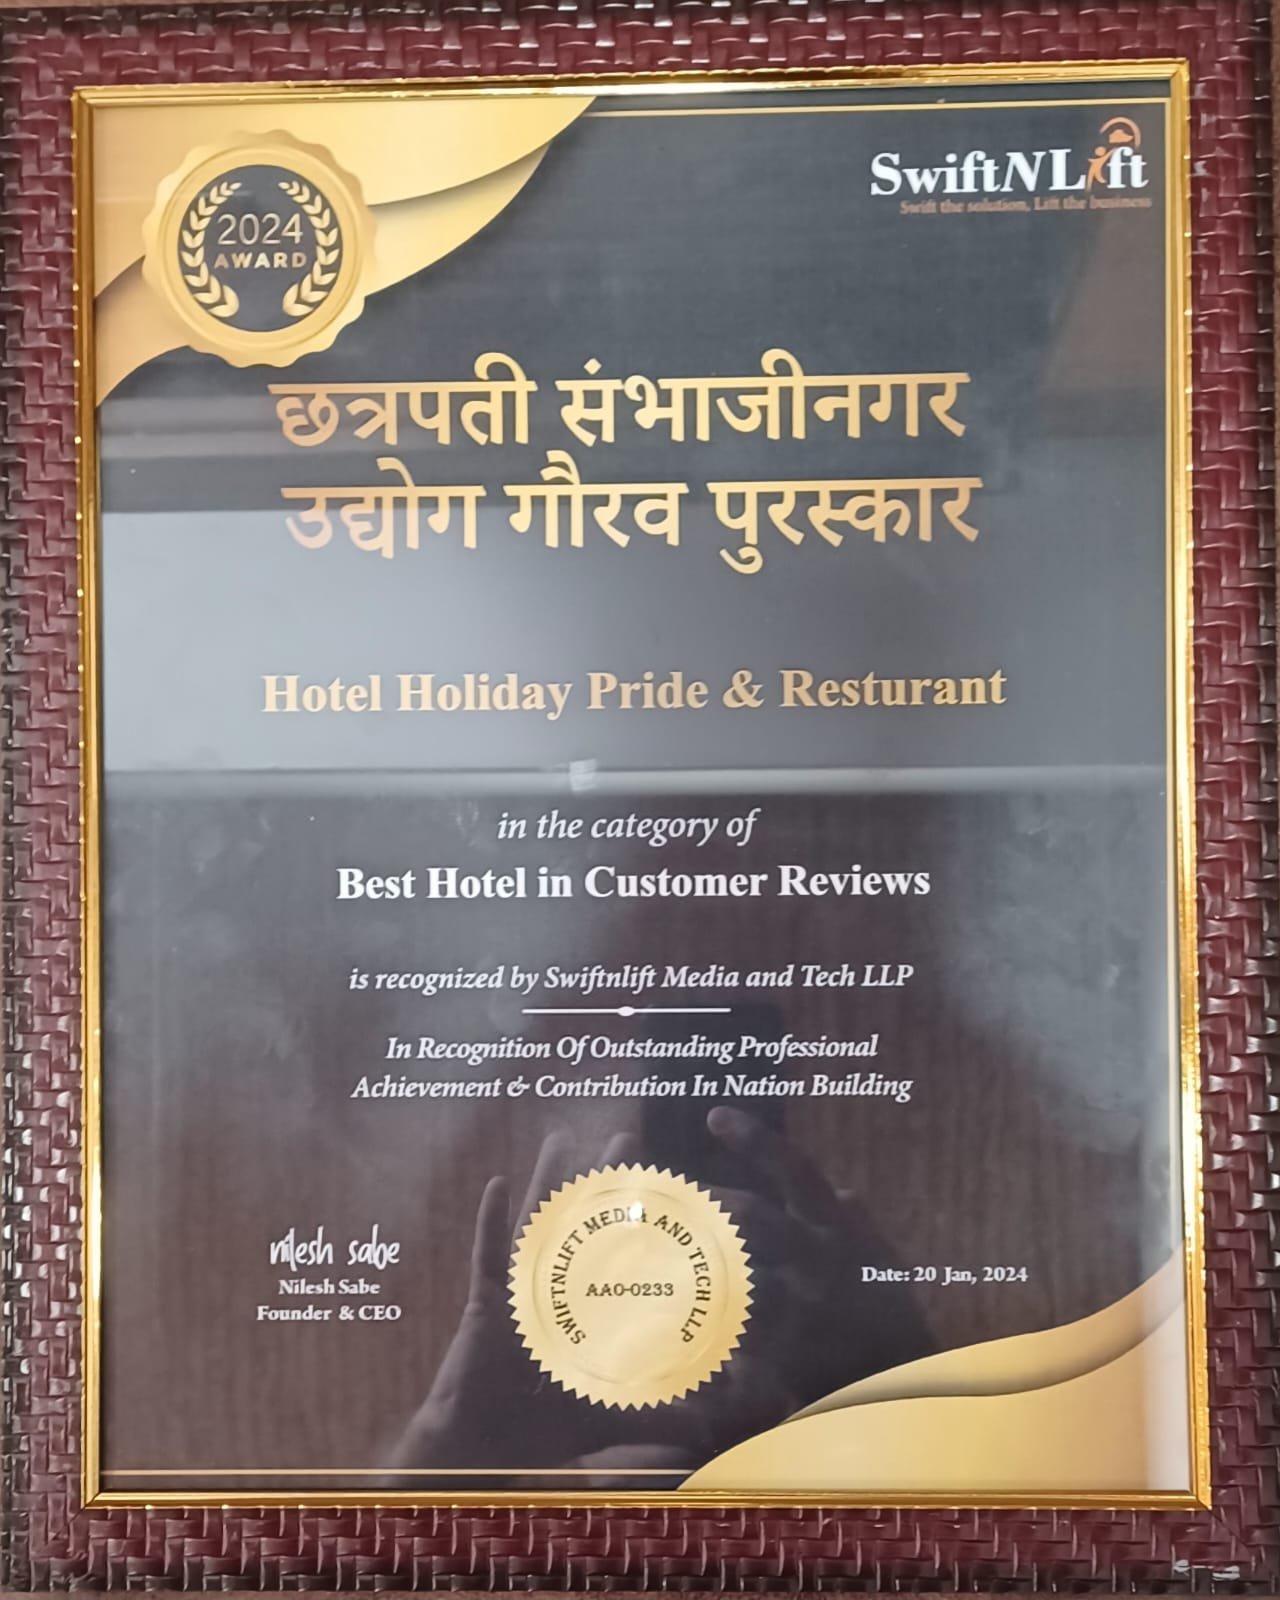 2024
AWARD
SwiftNLift
Swift the solution, Lift the business
छत्रपती संभाजीनगर
उद्योग गौरव पुरस्कार
Hotel Holiday Pride & Resturant
in the category of
Best Hotel in Customer Reviews
is recognized by Swiftnlift Media and Tech LLP
In Recognition Of Outstanding Professional
Achievement & Contribution In Nation Building
nilesh sabe
Nilesh Sabe
Founder & CEO
SWIFTNLIFT MEDIA AND TECH LLP
AAO-0233
Date: 20 Jan, 2024